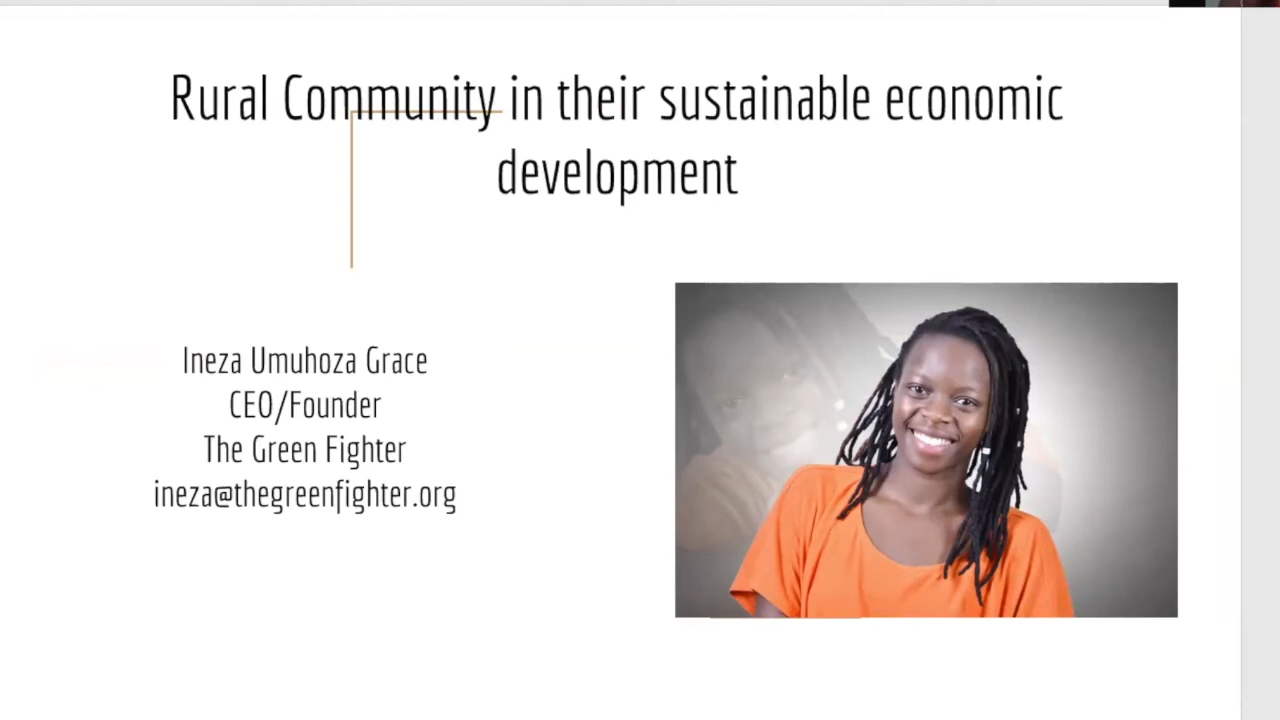 Rural Community in their sustainable economic
development
Ineza Umuhoza Grace
CEO/Founder
The Green Fighter
ineza@thegreenfighter.org